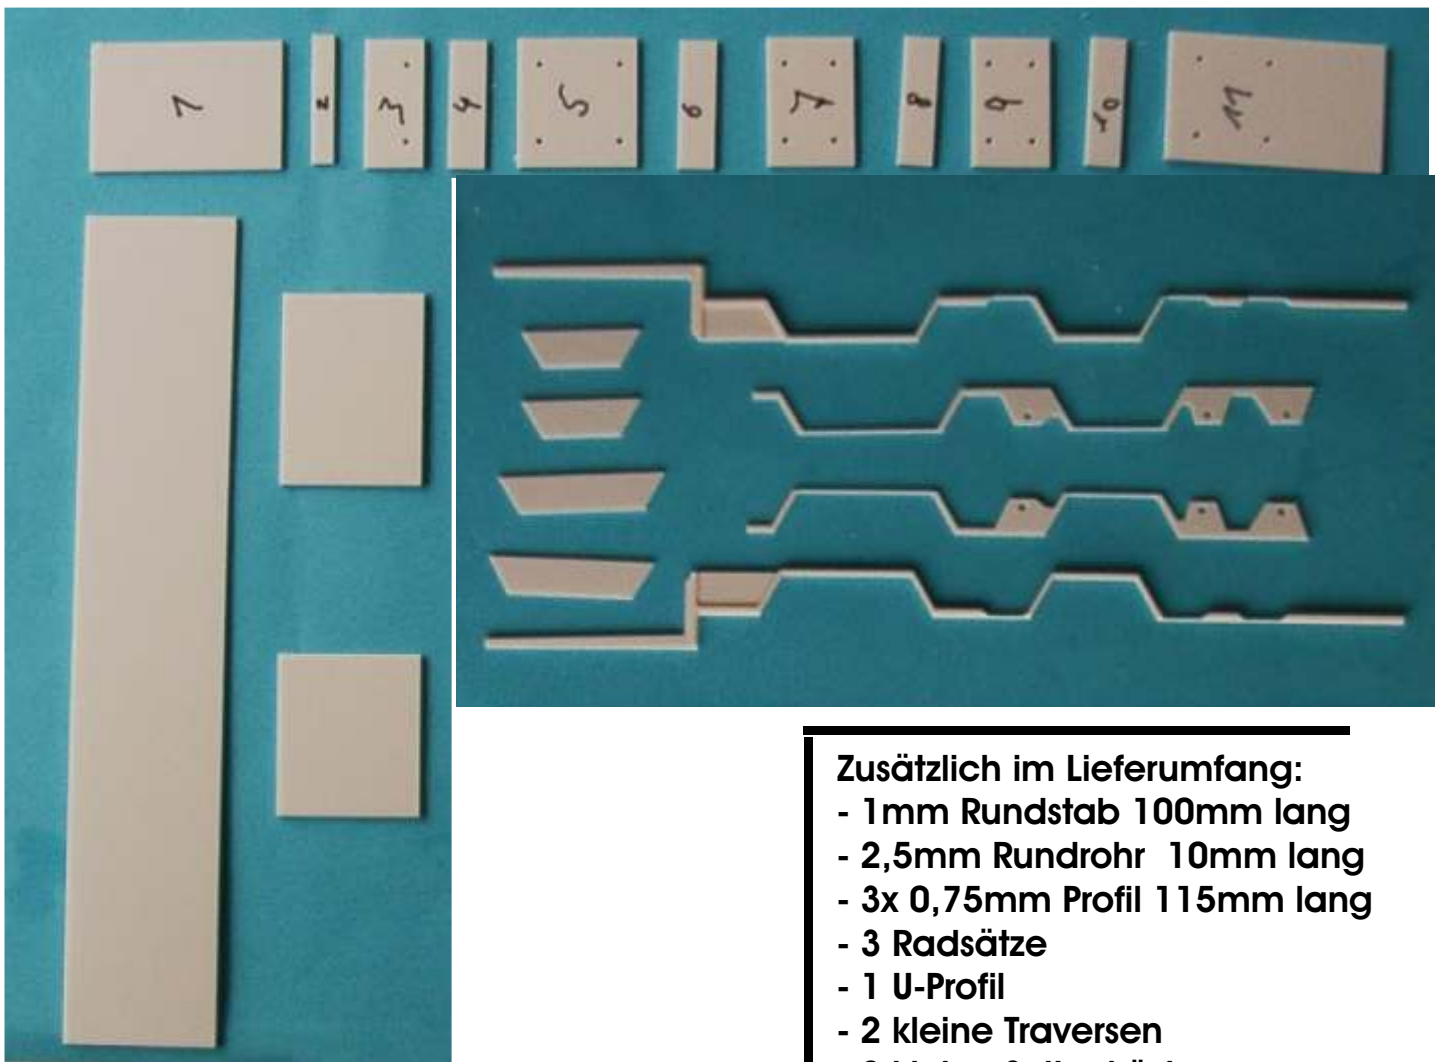 1
2
3
4
5
6
7
8
9
10
11
Zusätzlich im Lieferumfang:
- 1mm Rundstab 100mm lang
- 2,5mm Rundrohr 10mm lang
- 3x 0,75mm Profil 115mm lang
- 3 Radsätze
- 1 U-Profil
- 2 kleine Traversen